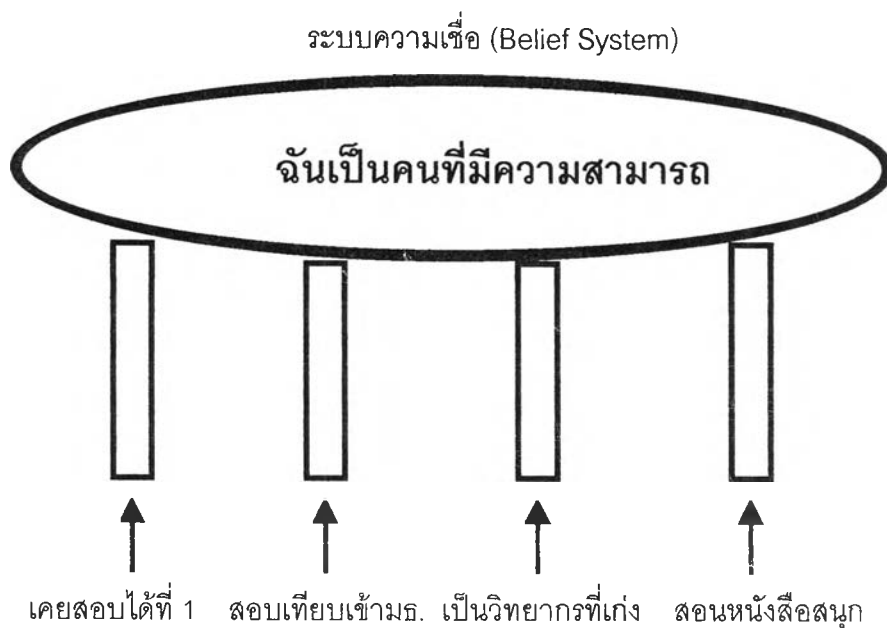 ระบบความเชื่อ (Belief System)
ฉันเป็นคนที่มีความสามารถ
เคยสอบได้ที่ 1 สอบเทียบเข้ามธ. เป็นวิทยากรที่เก่ง สอนหนังสือสนุก